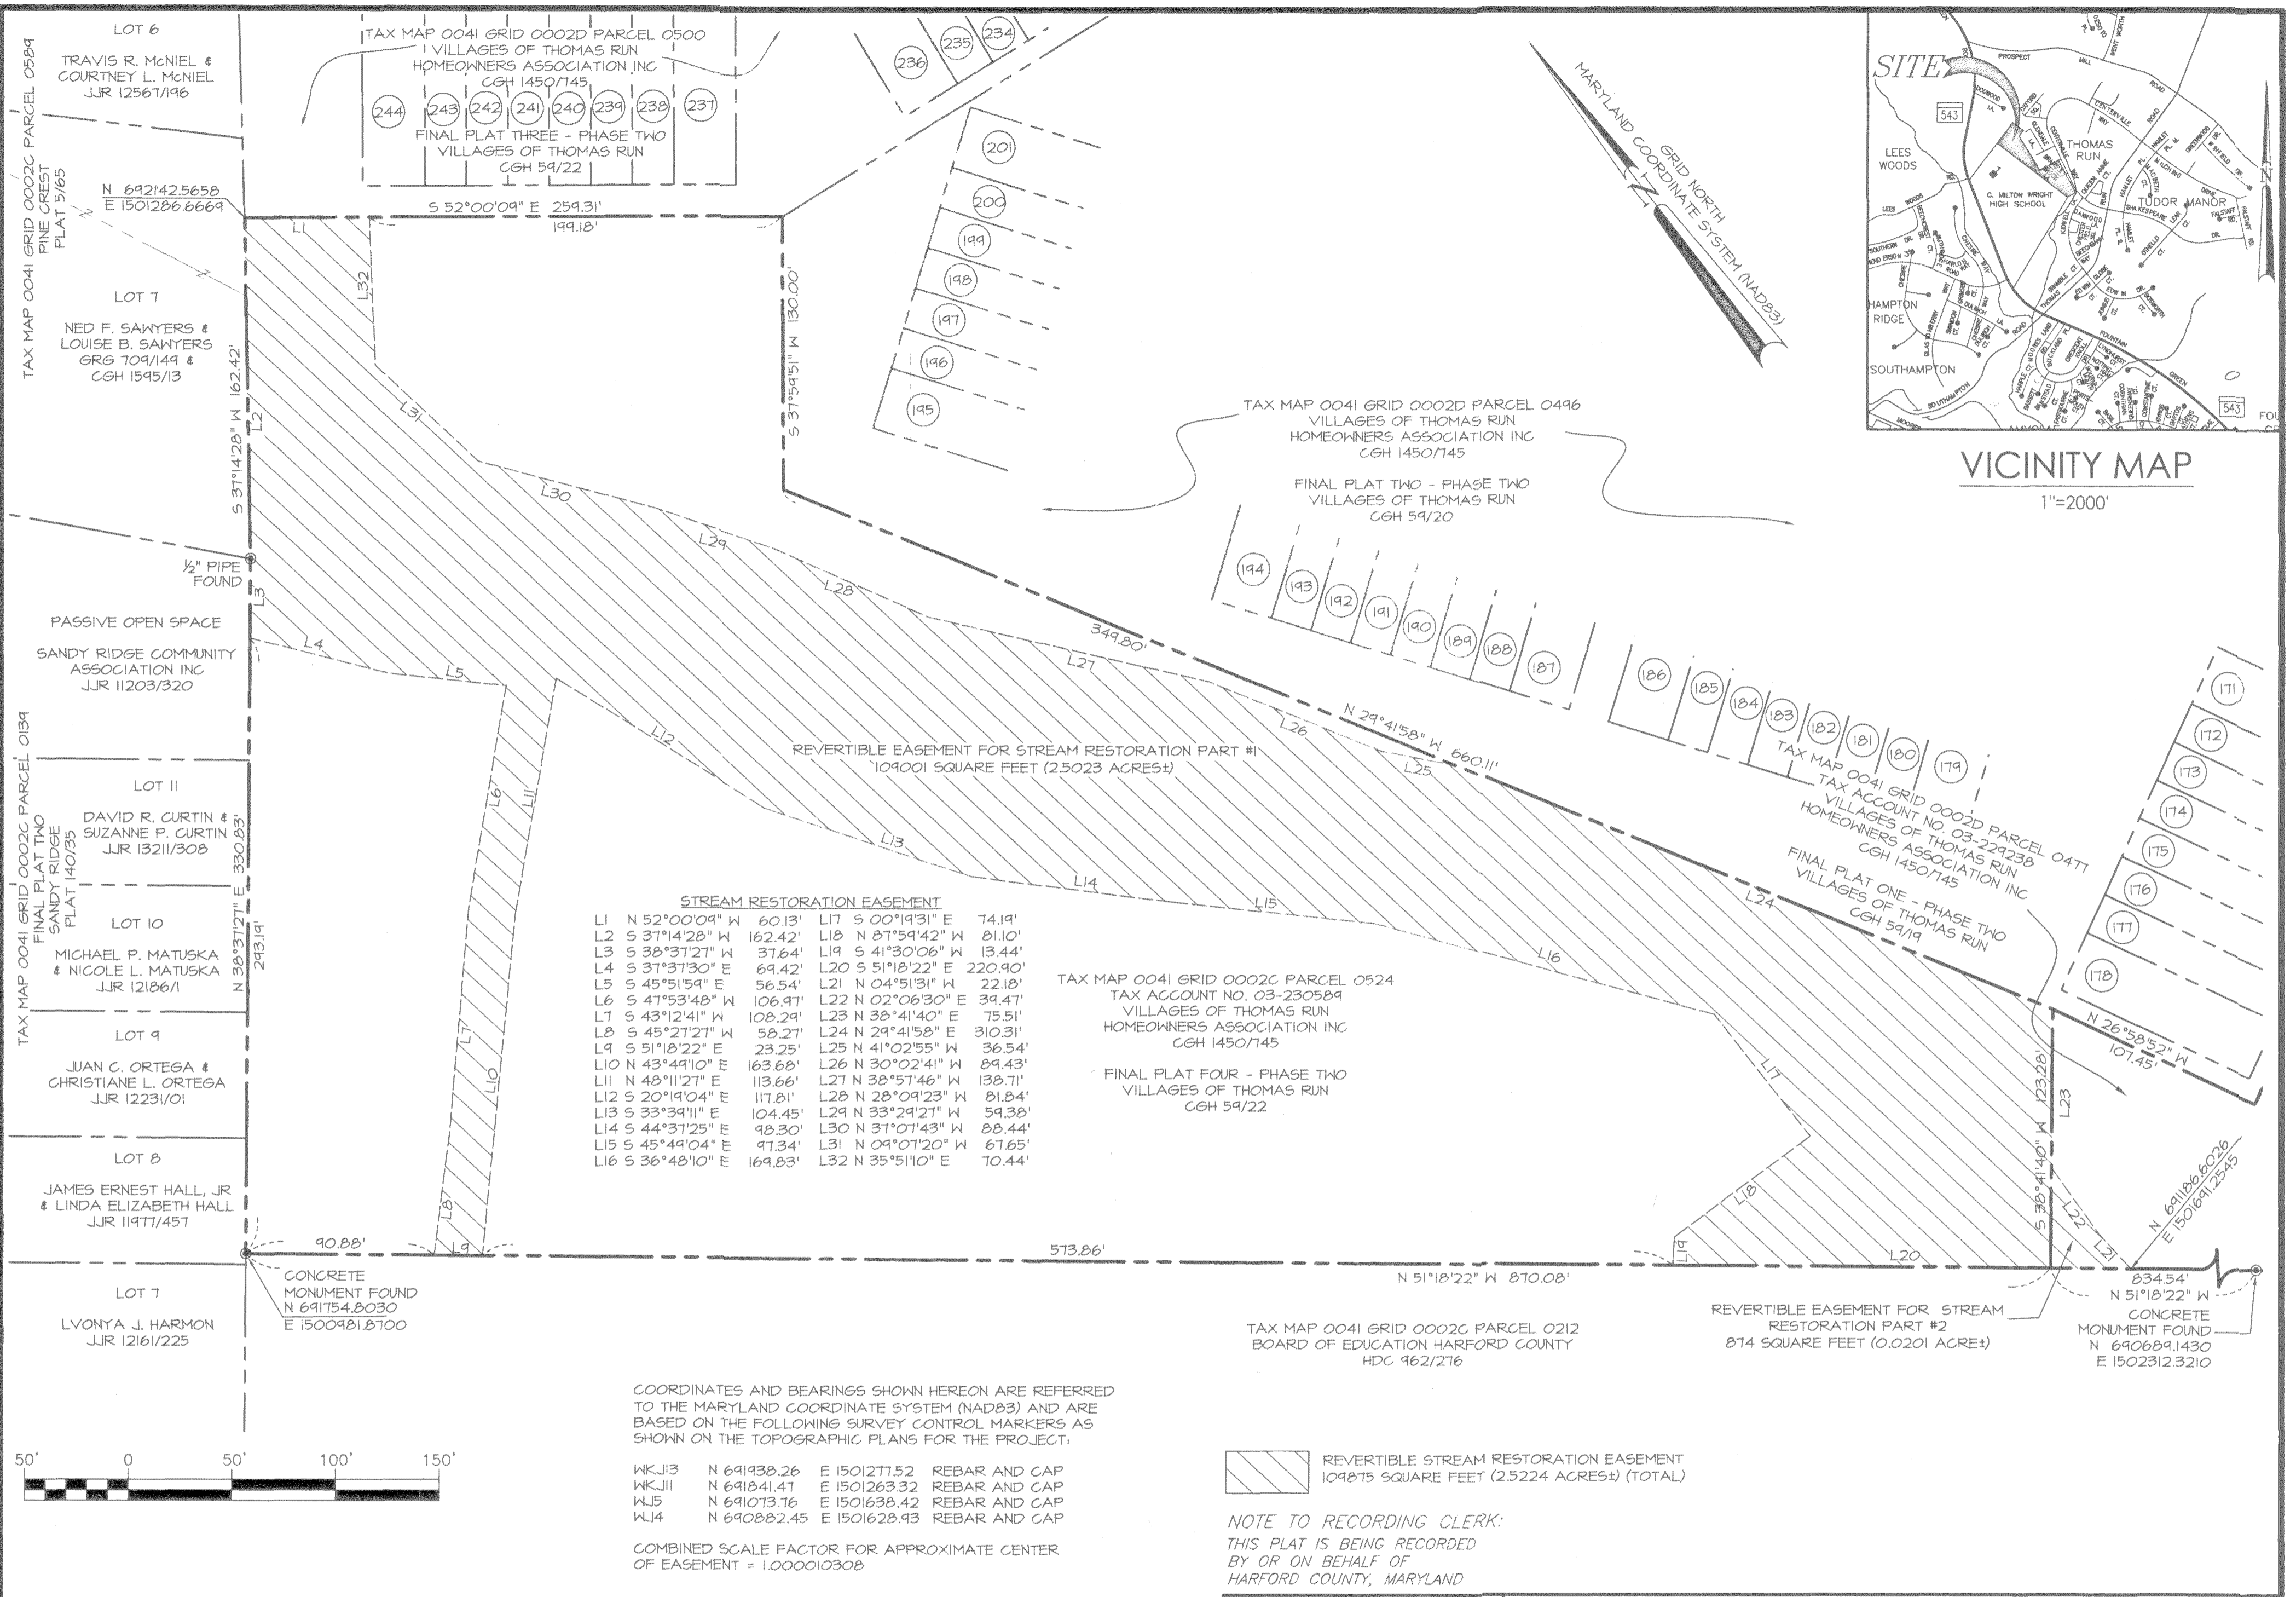 LOT 6
TRAVIS R. McNIEL &
COURTNEY L. McNIEL
JJR 12567/196
TAX MAP 0041 GRID 0002C PARCEL 0589
PINE CREST
PLAT 5/65
N 692142.5658
E 1501286.6669
LOT 7
NED F. SAWYERS &
LOUISE B. SAWYERS
GRG 709/149 &
CGH 1595/13
S 37°14'28" W 162.42'
1/2" PIPE
FOUND
PASSIVE OPEN SPACE
SANDY RIDGE COMMUNITY
ASSOCIATION INC
JJR 11203/320
TAX MAP 0041 GRID 0002C PARCEL 0139
FINAL PLAT TWO
SANDY RIDGE
PLAT 140/35
LOT 11
DAVID R. CURTIN &
SUZANNE P. CURTIN
JJR 13211/308
N 38°37'27" E 330.83'
293.19'
LOT 10
MICHAEL P. MATUSKA
& NICOLE L. MATUSKA
JJR 12186/1
LOT 9
JUAN C. ORTEGA &
CHRISTIANE L. ORTEGA
JJR 12231/01
LOT 8
JAMES ERNEST HALL, JR
& LINDA ELIZABETH HALL
JJR 11977/457
LOT 7
LVONYA J. HARMON
JJR 12161/225
CONCRETE
MONUMENT FOUND
N 691754.8030
E 1500981.8700
TAX MAP 0041 GRID 0002D PARCEL 0500
VILLAGES OF THOMAS RUN
HOMEOWNERS ASSOCIATION INC
CGH 1450/745
244 243 242 241 240 239 238 237
FINAL PLAT THREE - PHASE TWO
VILLAGES OF THOMAS RUN
CGH 59/22
S 52°00'09" E 259.31'
199.18'
S 37°59'51" W 130.00'
236 235 234
201
200
199
198
197
196
195
MARYLAND COORDINATE SYSTEM (NAD83)
GRID NORTH
N
SITE
543
PROSPECT
MILL
ROAD
DOGWOOD
LA.
CENTERVILLE
WAY
THOMAS
RUN
LEES
WOODS
C. MILTON WRIGHT
HIGH SCHOOL
TUDOR MANOR
HAMPTON
RIDGE
SOUTHAMPTON
FOUNTAIN
GREEN
543
N
VICINITY MAP
1"=2000'
TAX MAP 0041 GRID 0002D PARCEL 0496
VILLAGES OF THOMAS RUN
HOMEOWNERS ASSOCIATION INC
CGH 1450/745
FINAL PLAT TWO - PHASE TWO
VILLAGES OF THOMAS RUN
CGH 59/20
194 193 192 191 190 189 188 187
186 185 184 183 182 181 180 179
171
172
173
174
175
176
177
178
TAX MAP 0041 GRID 0002D PARCEL 0477
TAX ACCOUNT NO. 03-229238
VILLAGES OF THOMAS RUN
HOMEOWNERS ASSOCIATION INC
CGH 1450/745
FINAL PLAT ONE - PHASE TWO
VILLAGES OF THOMAS RUN
CGH 59/19
349.80'
N 29°41'58" W 660.11'
N 26°58'52" W
107.45'
S 38°41'40" W 123.28'
L1
L2
L3
L4
L5
L6
L7
L8
L9
L10
L11
L12
L13
L14
L15
L16
L17
L18
L19
L20
L21
L22
L23
L24
L25
L26
L27
L28
L29
L30
L31
L32
REVERTIBLE EASEMENT FOR STREAM RESTORATION PART #1
109001 SQUARE FEET (2.5023 ACRES±)
STREAM RESTORATION EASEMENT
L1 N 52°00'09" W 60.13' L17 S 00°19'31" E 74.19'
L2 S 37°14'28" W 162.42' L18 N 87°59'42" W 81.10'
L3 S 38°37'27" W 37.64' L19 S 41°30'06" W 13.44'
L4 S 37°37'30" E 69.42' L20 S 51°18'22" E 220.90'
L5 S 45°51'59" E 56.54' L21 N 04°51'31" W 22.18'
L6 S 47°53'48" W 106.97' L22 N 02°06'30" E 39.47'
L7 S 43°12'41" W 108.29' L23 N 38°41'40" E 75.51'
L8 S 45°27'27" W 58.27' L24 N 29°41'58" E 310.31'
L9 S 51°18'22" E 23.25' L25 N 41°02'55" W 36.54'
L10 N 43°49'10" E 163.68' L26 N 30°02'41" W 89.43'
L11 N 48°11'27" E 113.66' L27 N 38°57'46" W 138.71'
L12 S 20°19'04" E 117.81' L28 N 28°09'23" W 81.84'
L13 S 33°39'11" E 104.45' L29 N 33°29'27" W 59.38'
L14 S 44°37'25" E 98.30' L30 N 37°07'43" W 88.44'
L15 S 45°49'04" E 97.34' L31 N 09°07'20" W 67.65'
L16 S 36°48'10" E 169.83' L32 N 35°51'10" E 70.44'
TAX MAP 0041 GRID 0002C PARCEL 0524
TAX ACCOUNT NO. 03-230589
VILLAGES OF THOMAS RUN
HOMEOWNERS ASSOCIATION INC
CGH 1450/745
FINAL PLAT FOUR - PHASE TWO
VILLAGES OF THOMAS RUN
CGH 59/22
90.88'
573.86'
N 51°18'22" W 870.08'
N 691186.6026
E 1501691.2545
834.54'
N 51°18'22" W
CONCRETE
MONUMENT FOUND
N 690689.1430
E 1502312.3210
REVERTIBLE EASEMENT FOR STREAM
RESTORATION PART #2
874 SQUARE FEET (0.0201 ACRE±)
TAX MAP 0041 GRID 0002C PARCEL 0212
BOARD OF EDUCATION HARFORD COUNTY
HDC 962/276
COORDINATES AND BEARINGS SHOWN HEREON ARE REFERRED
TO THE MARYLAND COORDINATE SYSTEM (NAD83) AND ARE
BASED ON THE FOLLOWING SURVEY CONTROL MARKERS AS
SHOWN ON THE TOPOGRAPHIC PLANS FOR THE PROJECT:
WKJ13 N 691938.26 E 1501277.52 REBAR AND CAP
WKJ11 N 691841.47 E 1501263.32 REBAR AND CAP
WJ5 N 691073.76 E 1501638.42 REBAR AND CAP
WJ4 N 690882.45 E 1501628.93 REBAR AND CAP
COMBINED SCALE FACTOR FOR APPROXIMATE CENTER
OF EASEMENT = 1.000010308
50' 0 50' 100' 150'
REVERTIBLE STREAM RESTORATION EASEMENT
109875 SQUARE FEET (2.5224 ACRES±) (TOTAL)
NOTE TO RECORDING CLERK:
THIS PLAT IS BEING RECORDED
BY OR ON BEHALF OF
HARFORD COUNTY, MARYLAND